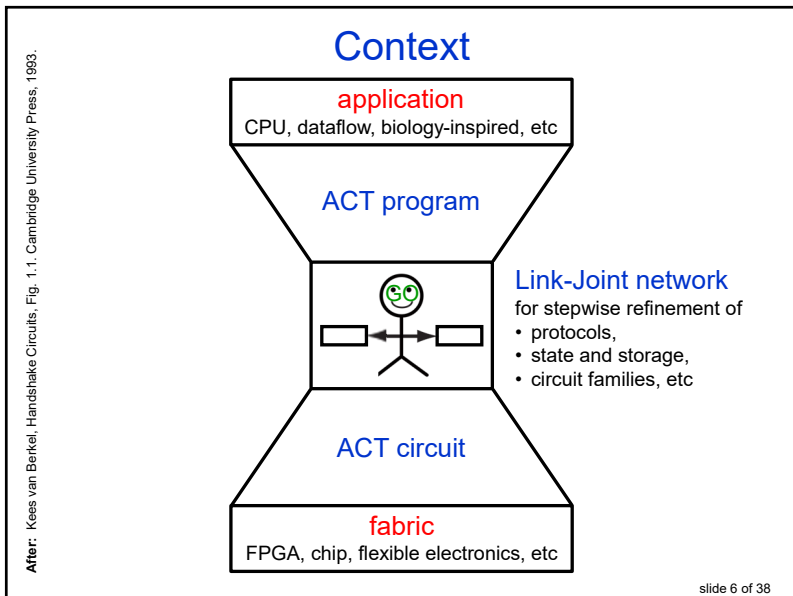 Context
application
CPU, dataflow, biology-inspired, etc
ACT program
GO
Link-Joint network
for stepwise refinement of
• protocols,
• state and storage,
• circuit families, etc
ACT circuit
fabric
FPGA, chip, flexible electronics, etc
After: Kees van Berkel, Handshake Circuits, Fig. 1.1. Cambridge University Press, 1993.
slide 6 of 38